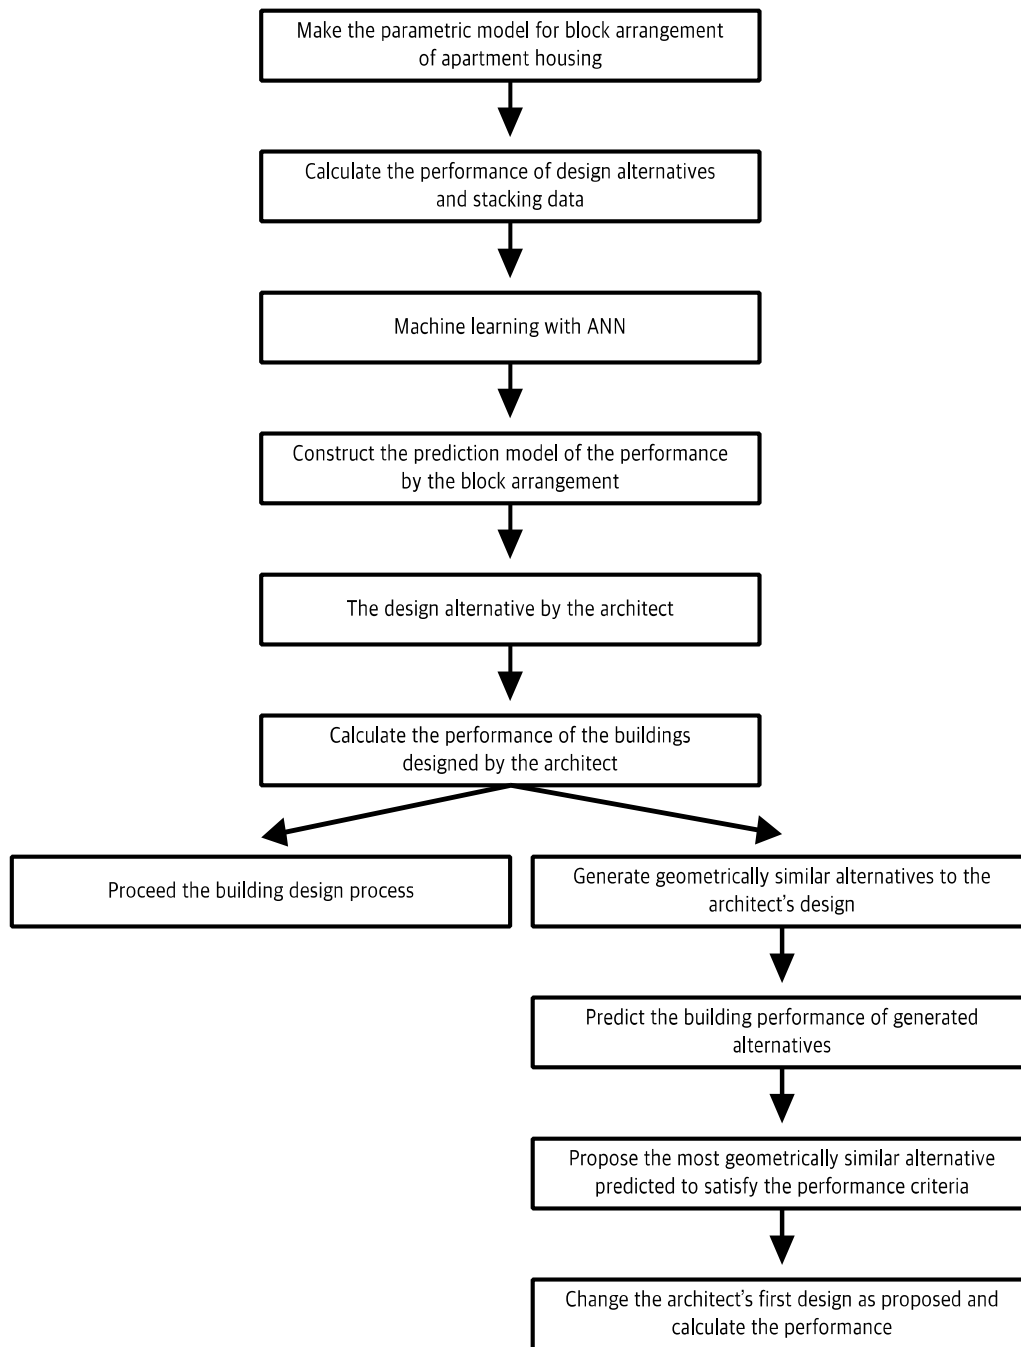 Make the parametric model for block arrangement
of apartment housing
Calculate the performance of design alternatives
and stacking data
Machine learning with ANN
Construct the prediction model of the performance
by the block arrangement
The design alternative by the architect
Calculate the performance of the buildings
designed by the architect
Proceed the building design process
Generate geometrically similar alternatives to the
architect's design
Predict the building performance of generated
alternatives
Propose the most geometrically similar alternative
predicted to satisfy the performance criteria
Change the architect's first design as proposed and
calculate the performance